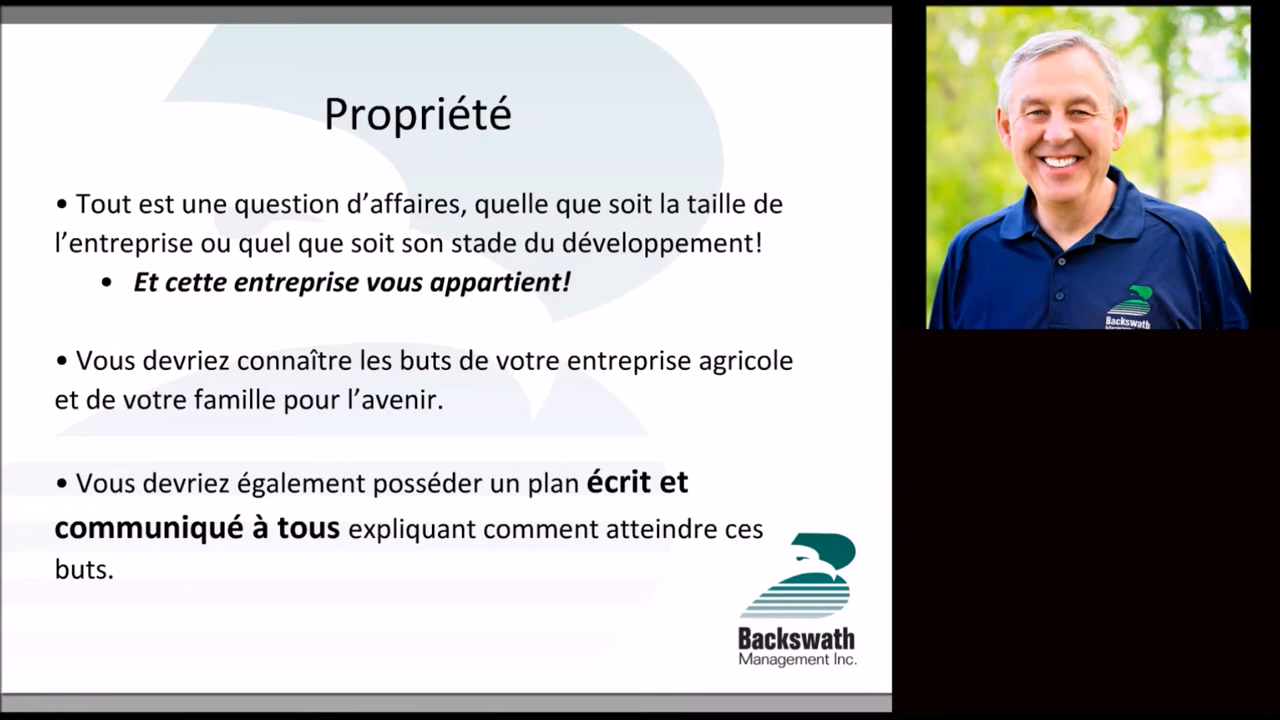 Propriété
• Tout est une question d’affaires, quelle que soit la taille de
l’entreprise ou quel que soit son stade du développement!
• Et cette entreprise vous appartient!
• Vous devriez connaître les buts de votre entreprise agricole
et de votre famille pour l’avenir.
• Vous devriez également posséder un plan écrit et
communiqué à tous expliquant comment atteindre ces
buts.
Backswath
Management Inc.
Backswath